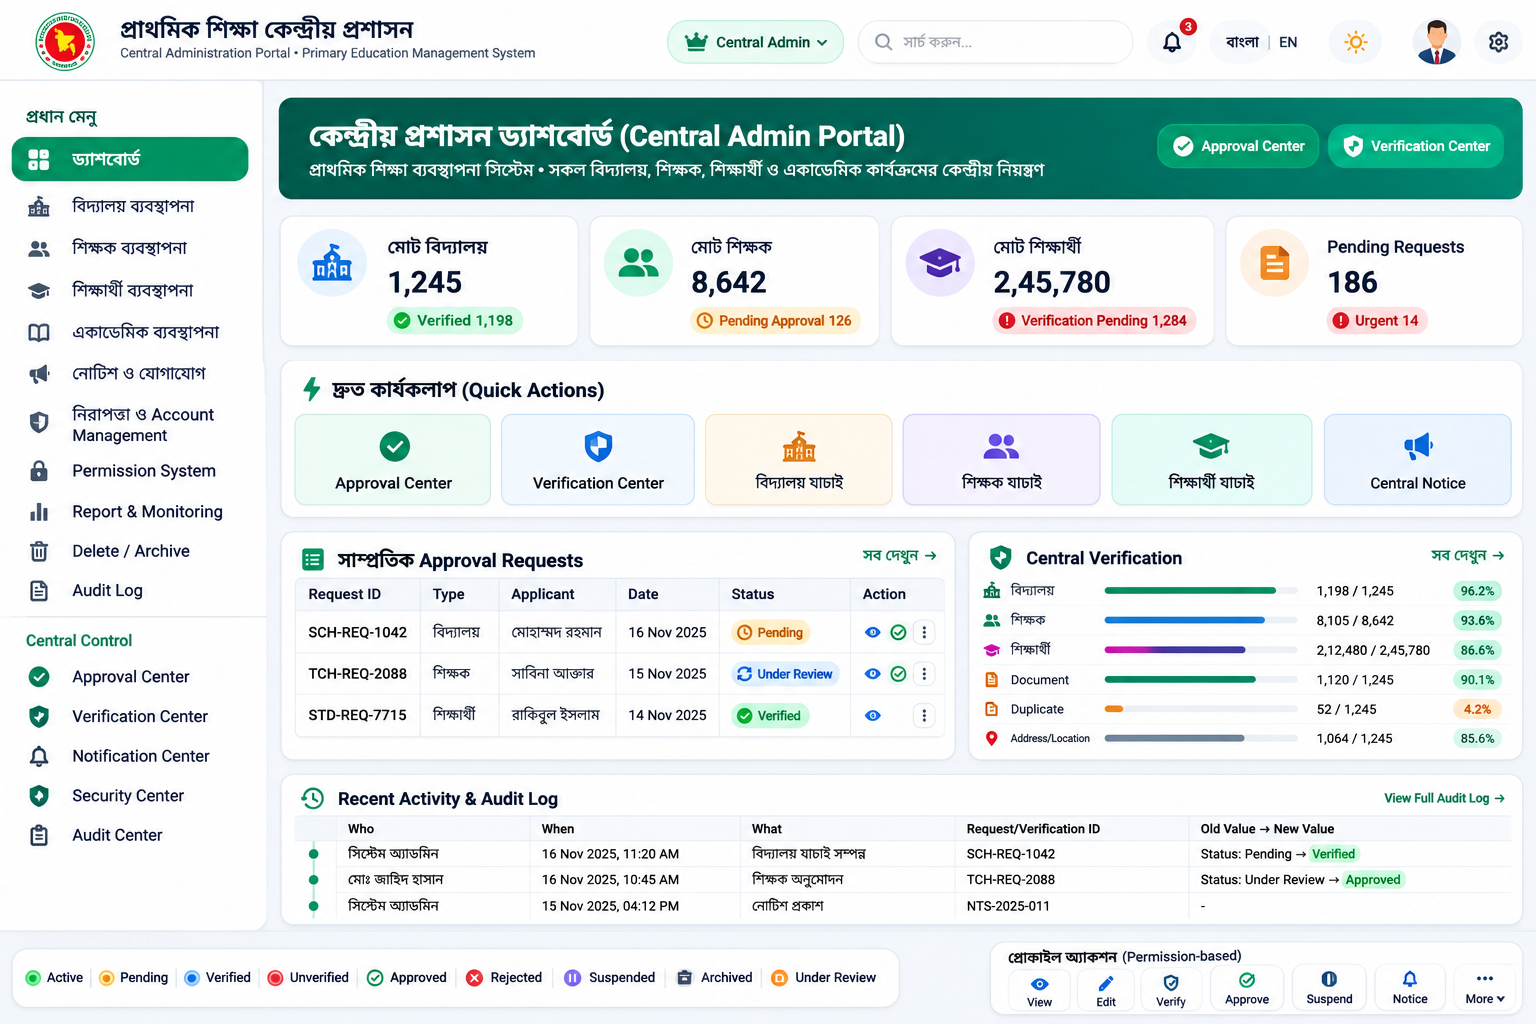 প্রাথমিক শিক্ষা কেন্দ্রীয় প্রশাসন
Central Administration Portal • Primary Education Management System
Central Admin
সার্চ করুন...
3
বাংলা | EN
প্রধান মেনু
ড্যাশবোর্ড
বিদ্যালয় ব্যবস্থাপনা
শিক্ষক ব্যবস্থাপনা
শিক্ষার্থী ব্যবস্থাপনা
একাডেমিক ব্যবস্থাপনা
নোটিশ ও যোগাযোগ
নিরাপত্তা ও Account
Management
Permission System
Report & Monitoring
Delete / Archive
Audit Log
Central Control
Approval Center
Verification Center
Notification Center
Security Center
Audit Center
কেন্দ্রীয় প্রশাসন ড্যাশবোর্ড (Central Admin Portal)
প্রাথমিক শিক্ষা ব্যবস্থাপনা সিস্টেম • সকল বিদ্যালয়, শিক্ষক, শিক্ষার্থী ও একাডেমিক কার্যক্রমের কেন্দ্রীয় নিয়ন্ত্রণ
Approval Center
Verification Center
মোট বিদ্যালয়
1,245
Verified 1,198
মোট শিক্ষক
8,642
Pending Approval 126
মোট শিক্ষার্থী
2,45,780
Verification Pending 1,284
Pending Requests
186
Urgent 14
দ্রুত কার্যকলাপ (Quick Actions)
Approval Center
Verification Center
বিদ্যালয় যাচাই
শিক্ষক যাচাই
শিক্ষার্থী যাচাই
Central Notice
সাম্প্রতিক Approval Requests
সব দেখুন →
Request ID Type Applicant Date Status Action
SCH-REQ-1042 বিদ্যালয় মোহাম্মদ রহমান 16 Nov 2025 Pending
TCH-REQ-2088 শিক্ষক সাবিনা আক্তার 15 Nov 2025 Under Review
STD-REQ-7715 শিক্ষার্থী রাকিবুল ইসলাম 14 Nov 2025 Verified
Central Verification
সব দেখুন →
বিদ্যালয় 1,198 / 1,245 96.2%
শিক্ষক 8,105 / 8,642 93.6%
শিক্ষার্থী 2,12,480 / 2,45,780 86.6%
Document 1,120 / 1,245 90.1%
Duplicate 52 / 1,245 4.2%
Address/Location 1,064 / 1,245 85.6%
Recent Activity & Audit Log
View Full Audit Log →
Who When What Request/Verification ID Old Value → New Value
সিস্টেম অ্যাডমিন 16 Nov 2025, 11:20 AM বিদ্যালয় যাচাই সম্পন্ন SCH-REQ-1042 Status: Pending → Verified
মোঃ জাহিদ হাসান 16 Nov 2025, 10:45 AM শিক্ষক অনুমোদন TCH-REQ-2088 Status: Under Review → Approved
সিস্টেম অ্যাডমিন 15 Nov 2025, 04:12 PM নোটিশ প্রকাশ NTS-2025-011 -
Active Pending Verified Unverified Approved Rejected Suspended Archived Under Review
প্রোফাইল অ্যাকশন (Permission-based)
View Edit Verify Approve Suspend Notice More